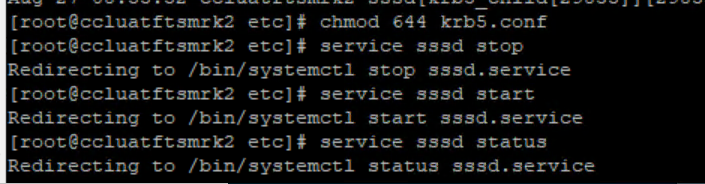 [root@ccluatftsmrk2 etc]# chmod 644 krb5.conf
[root@ccluatftsmrk2 etc]# service sssd stop
Redirecting to /bin/systemctl stop sssd.service
[root@ccluatftsmrk2 etc]# service sssd start
Redirecting to /bin/systemctl start sssd.service
[root@ccluatftsmrk2 etc]# service sssd status
Redirecting to /bin/systemctl status sssd.service